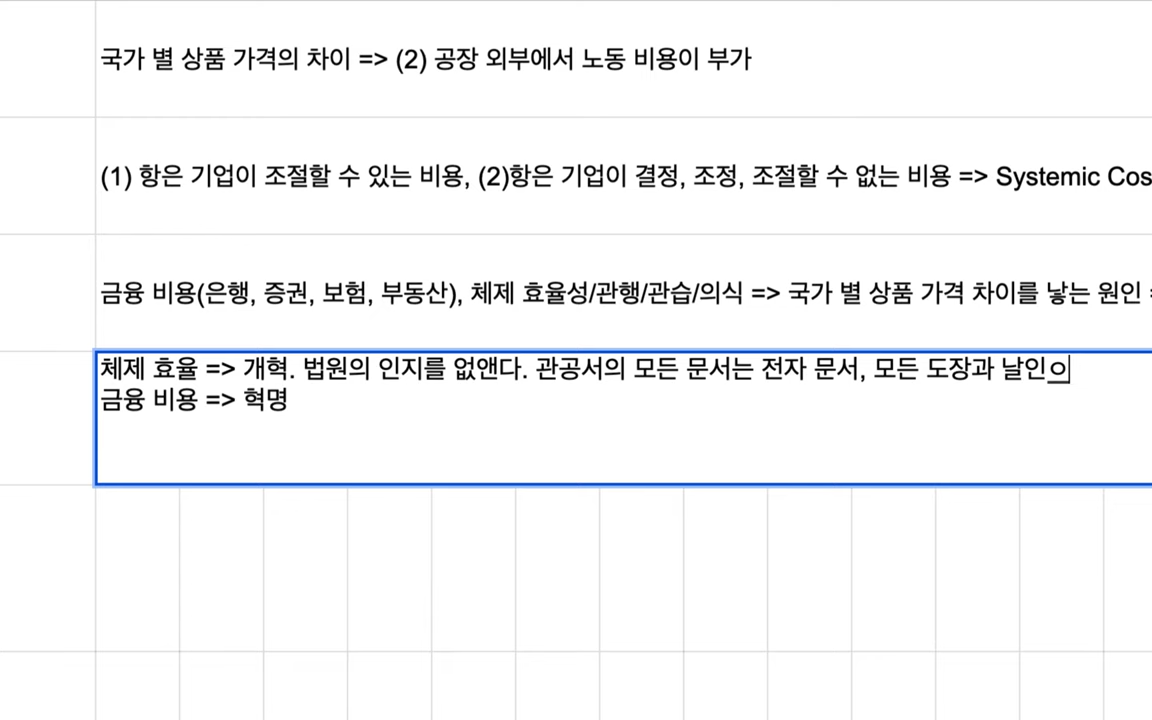 국가 별 상품 가격의 차이 => (2) 공장 외부에서 노동 비용이 부가
(1) 항은 기업이 조절할 수 있는 비용, (2)항은 기업이 결정, 조정, 조절할 수 없는 비용 => Systemic Cos
금융 비용(은행, 증권, 보험, 부동산), 체제 효율성/관행/관습/의식 => 국가 별 상품 가격 차이를 낳는 원인
체제 효율 => 개혁. 법원의 인지를 없앤다. 관공서의 모든 문서는 전자 문서, 모든 도장과 날인ㅇ
금융 비용 => 혁명